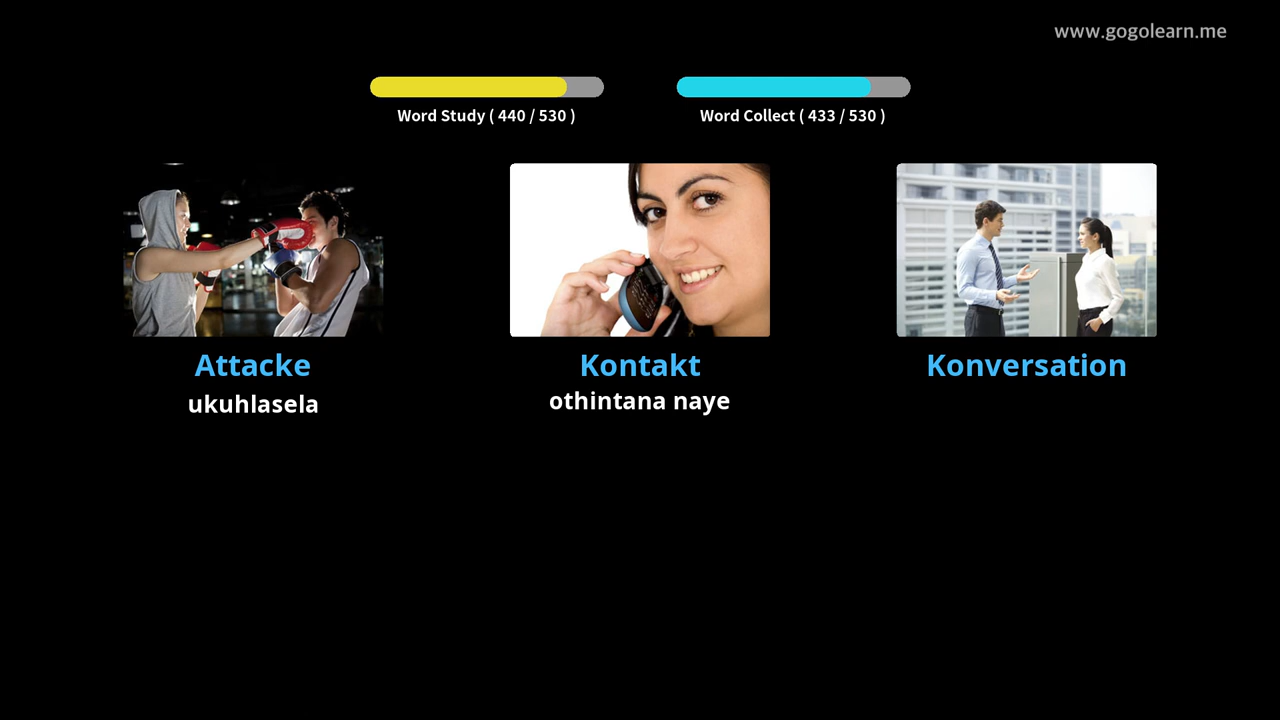 www.gogolearn.me
Word Study ( 440 / 530 )
Word Collect ( 433 / 530 )
Attacke
Kontakt
Konversation
ukuhlasela
othintana naye